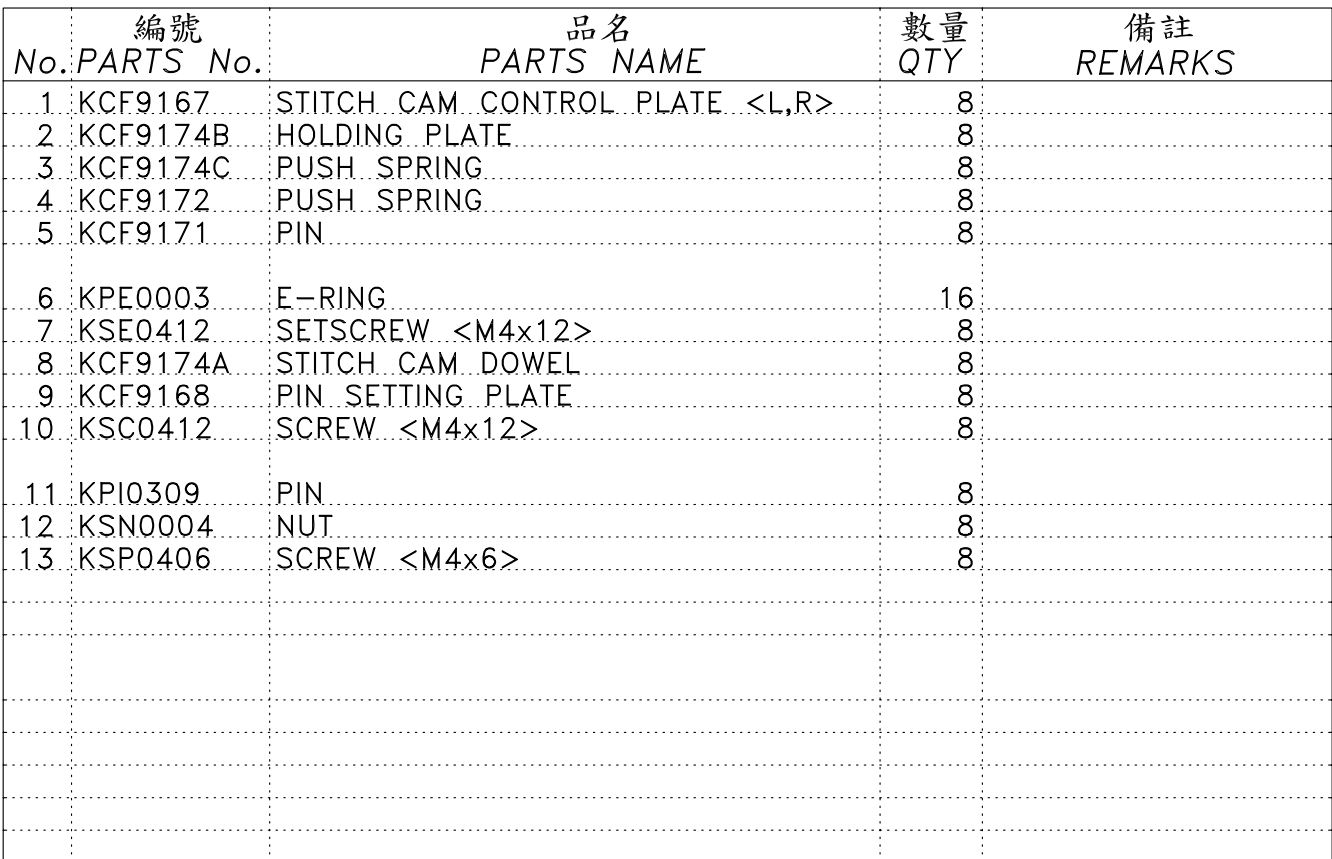 編號 品名 數量 備註
No. PARTS No. PARTS NAME QTY REMARKS
1 KCF9167 STITCH CAM CONTROL PLATE <L,R> 8
2 KCF9174B HOLDING PLATE 8
3 KCF9174C PUSH SPRING 8
4 KCF9172 PUSH SPRING 8
5 KCF9171 PIN 8
6 KPE0003 E-RING 16
7 KSE0412 SETSCREW <M4x12> 8
8 KCF9174A STITCH CAM DOWEL 8
9 KCF9168 PIN SETTING PLATE 8
10 KSC0412 SCREW <M4x12> 8
11 KPI0309 PIN 8
12 KSN0004 NUT 8
13 KSP0406 SCREW <M4x6> 8